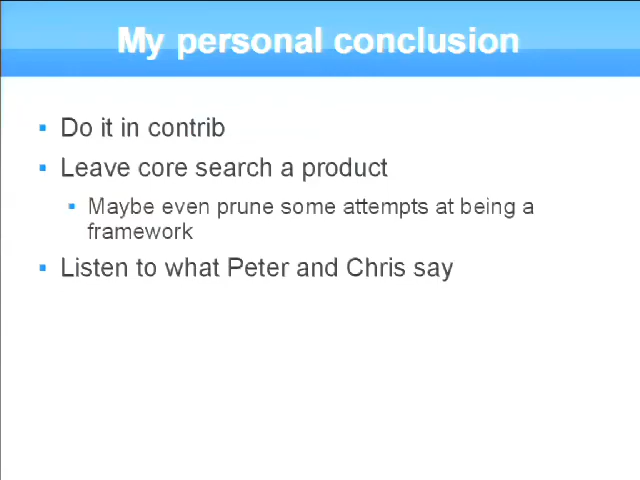 My personal conclusion
Do it in contrib
Leave core search a product
Maybe even prune some attempts at being a
framework
Listen to what Peter and Chris say